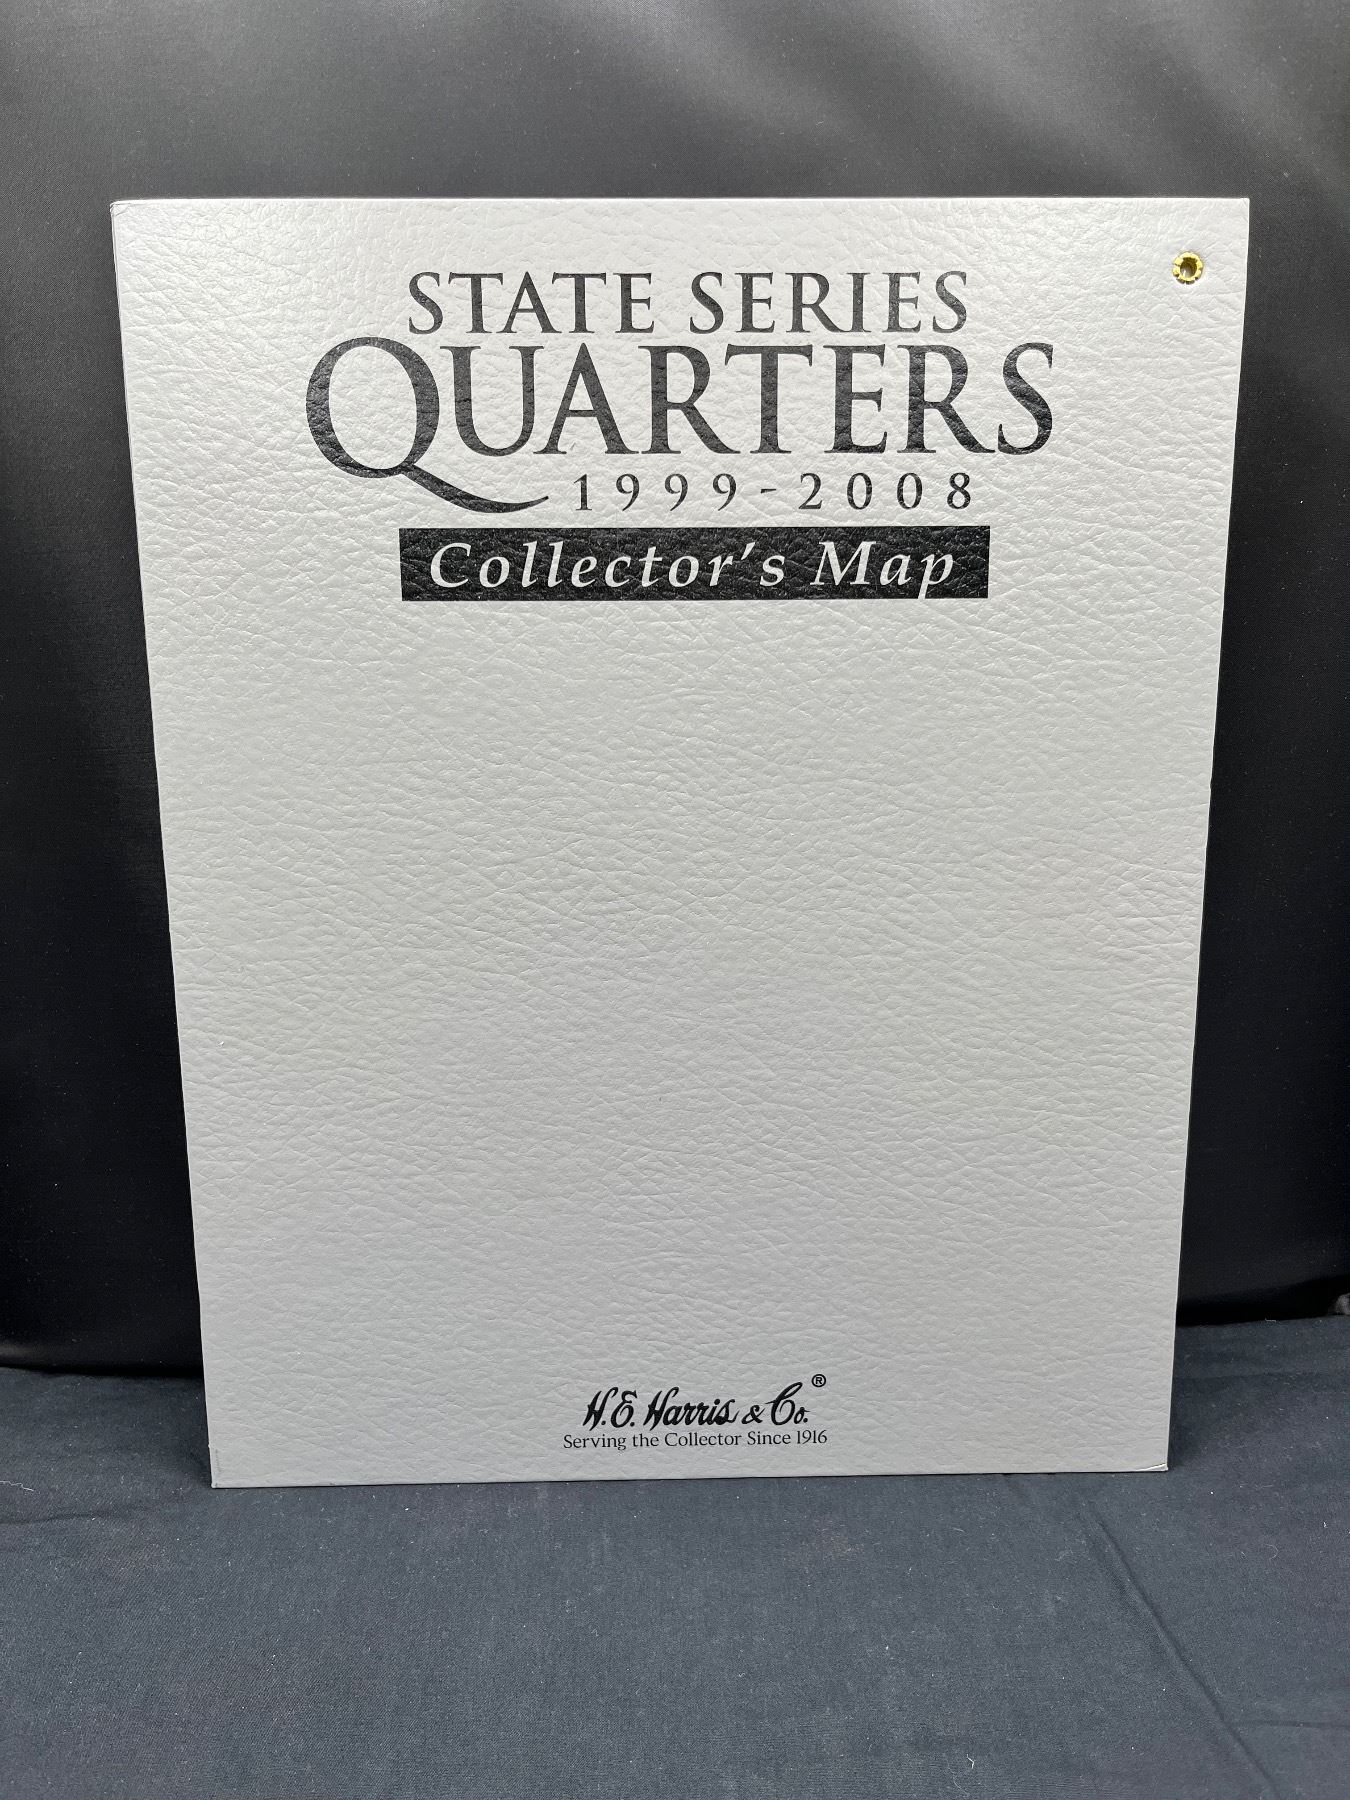 STATE SERIES
QUARTERS
1999-2008
Collector's Map
H.E. Harris & Co.®
Serving the Collector Since 1916